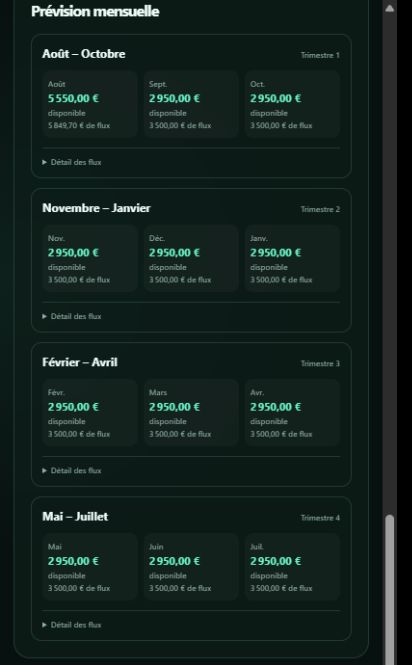 Prévision mensuelle
Août – Octobre
Trimestre 1
Août
5 550,00 €
disponible
5 849,70 € de flux
Sept.
2 950,00 €
disponible
3 500,00 € de flux
Oct.
2 950,00 €
disponible
3 500,00 € de flux
▶ Détail des flux
Novembre – Janvier
Trimestre 2
Nov.
2 950,00 €
disponible
3 500,00 € de flux
Déc.
2 950,00 €
disponible
3 500,00 € de flux
Janv.
2 950,00 €
disponible
3 500,00 € de flux
▶ Détail des flux
Février – Avril
Trimestre 3
Févr.
2 950,00 €
disponible
3 500,00 € de flux
Mars
2 950,00 €
disponible
3 500,00 € de flux
Avr.
2 950,00 €
disponible
3 500,00 € de flux
▶ Détail des flux
Mai – Juillet
Trimestre 4
Mai
2 950,00 €
disponible
3 500,00 € de flux
Juin
2 950,00 €
disponible
3 500,00 € de flux
Juil.
2 950,00 €
disponible
3 500,00 € de flux
▶ Détail des flux